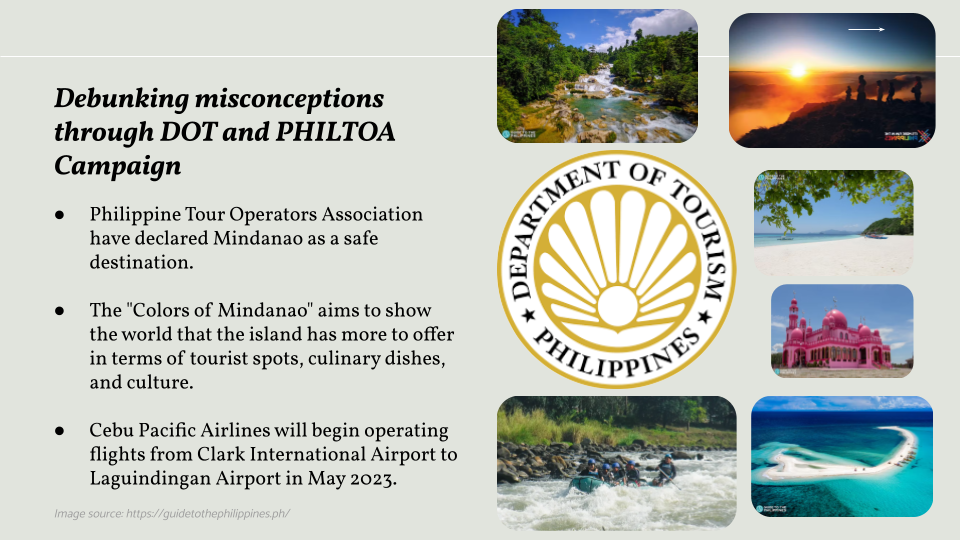 Debunking misconceptions
through DOT and PHILTOA
Campaign
● Philippine Tour Operators Association
have declared Mindanao as a safe
destination.
● The "Colors of Mindanao" aims to show
the world that the island has more to offer
in terms of tourist spots, culinary dishes,
and culture.
● Cebu Pacific Airlines will begin operating
flights from Clark International Airport to
Laguindingan Airport in May 2023.
Image source: https://guidetothephilippines.ph/
DEPARTMENT OF TOURISM
★ PHILIPPINES ★